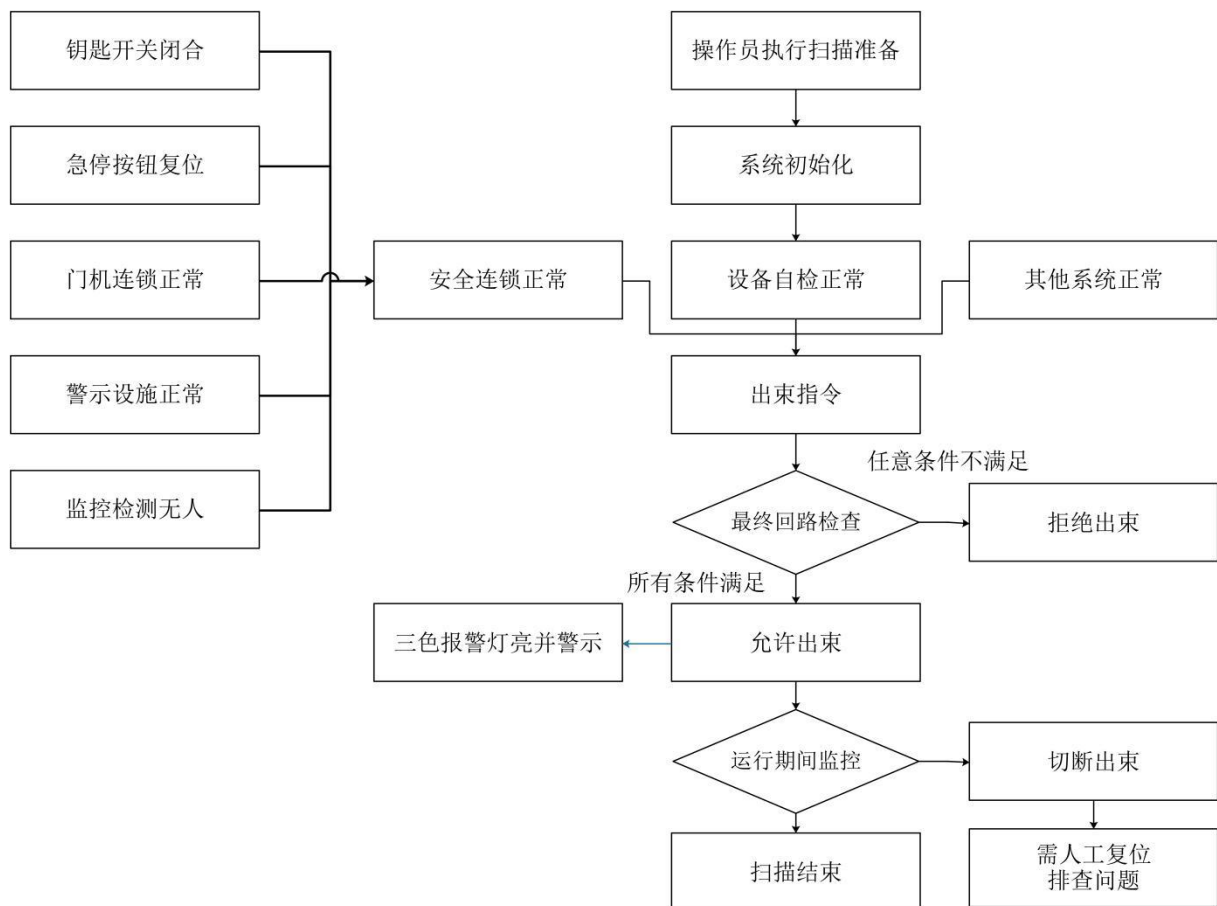 钥匙开关闭合
操作员执行扫描准备
急停按钮复位
系统初始化
门机连锁正常
安全连锁正常
设备自检正常
其他系统正常
警示设施正常
出束指令
任意条件不满足
监控检测无人
最终回路检查
拒绝出束
所有条件满足
三色报警灯亮并警示
允许出束
运行期间监控
切断出束
扫描结束
需人工复位
排查问题